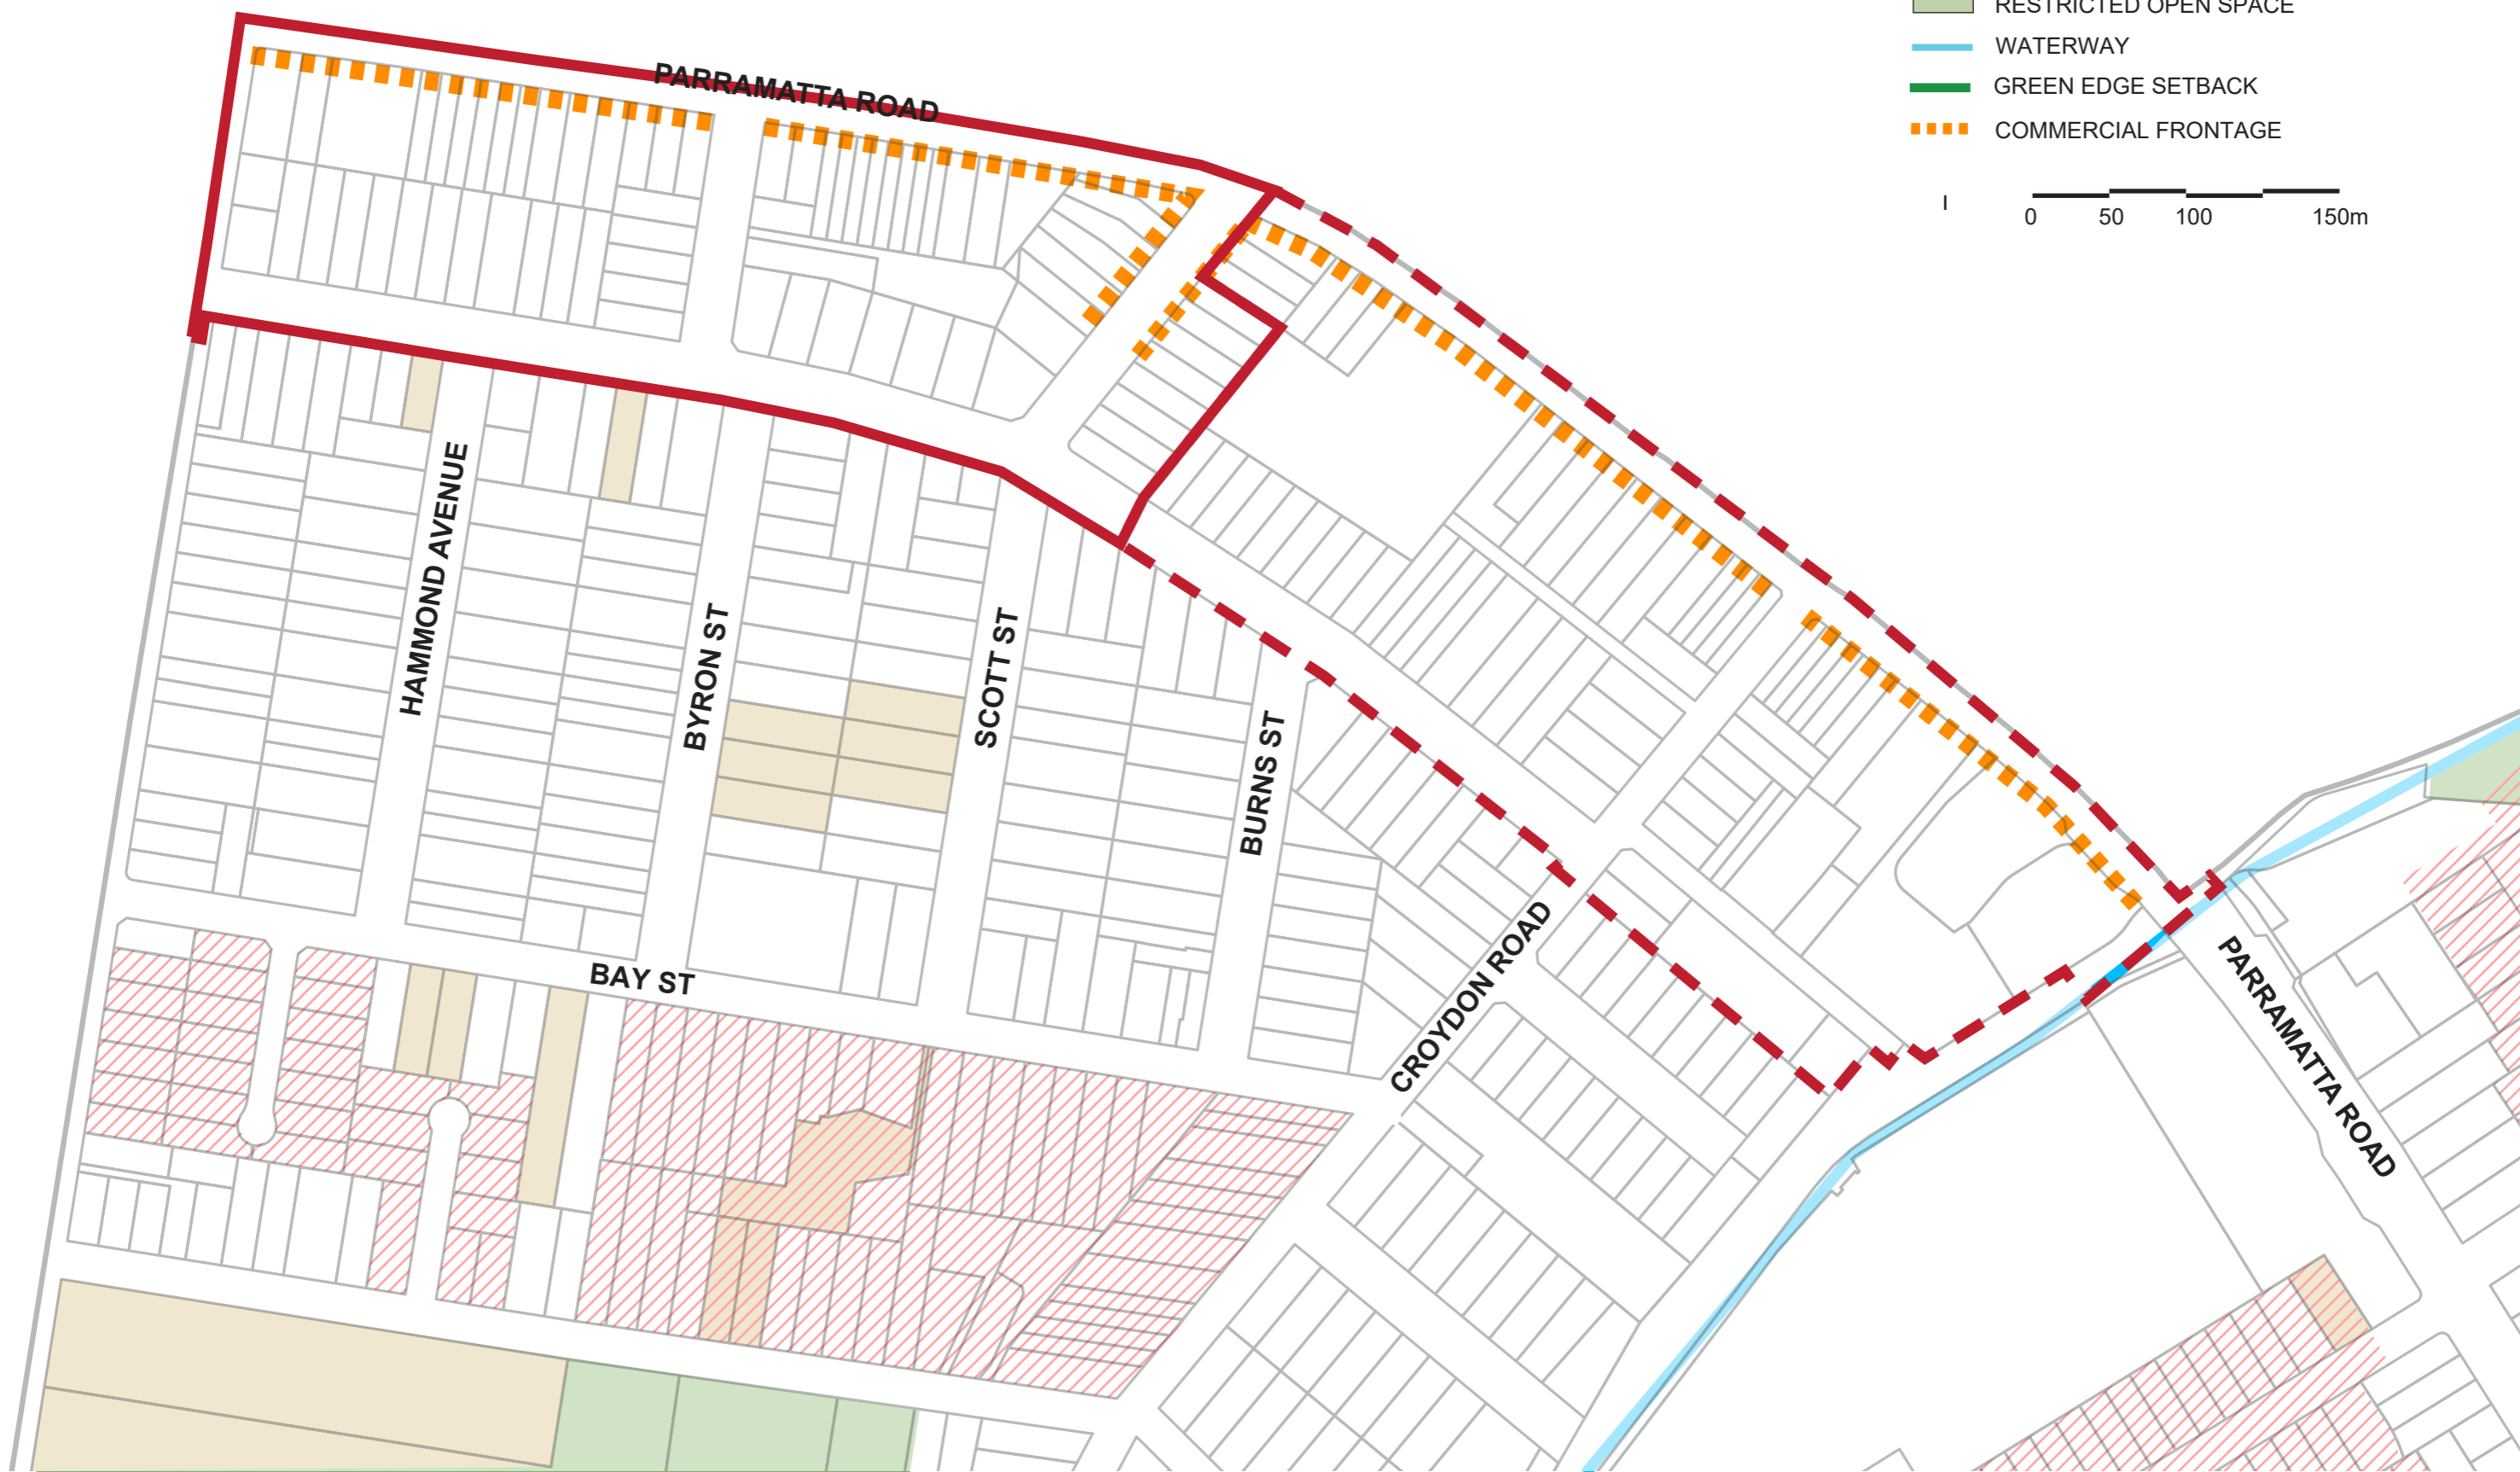 RESTRICTED OPEN SPACE
WATERWAY
GREEN EDGE SETBACK
COMMERCIAL FRONTAGE
0 50 100 150m
PARRAMATTA ROAD
HAMMOND AVENUE
BYRON ST
SCOTT ST
BURNS ST
CROYDON ROAD
BAY ST
PARRAMATTA ROAD